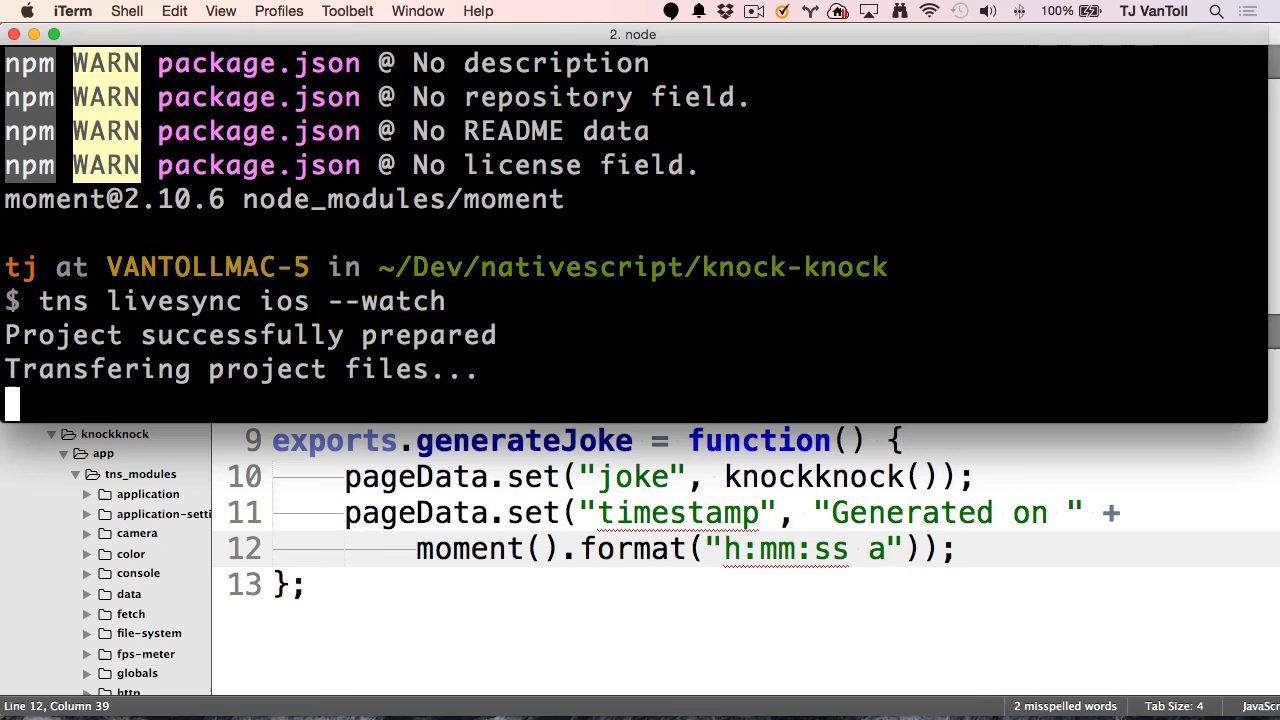 iTerm Shell Edit View Profiles Toolbelt Window Help 100% TJ VanToll
2. node
npm WARN package.json @ No description
npm WARN package.json @ No repository field.
npm WARN package.json @ No README data
npm WARN package.json @ No license field.
moment@2.10.6 node_modules/moment
tj at VANTOLLMAC-5 in ~/Dev/nativescript/knock-knock
$ tns livesync ios --watch
Project successfully prepared
Transfering project files...
knockknock
app
tns_modules
application
application-setti
camera
color
console
data
fetch
file-system
fps-meter
globals
http
9 exports.generateJoke = function() {
10 pageData.set("joke", knockknock());
11 pageData.set("timestamp", "Generated on " +
12 moment().format("h:mm:ss a"));
13 };
Line 12, Column 39 2 misspelled words Tab Size: 4 JavaScr